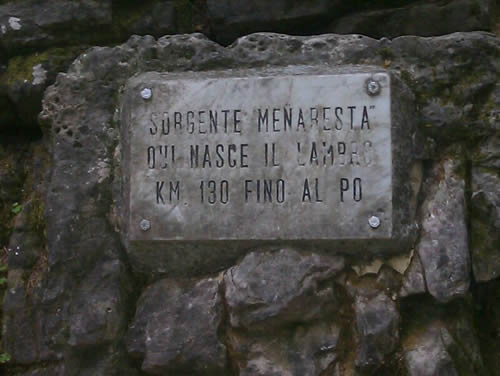 SORGENTE MENARESTA"
QUI NASCE IL LAMBRO
KM. 130 FINO AL PO